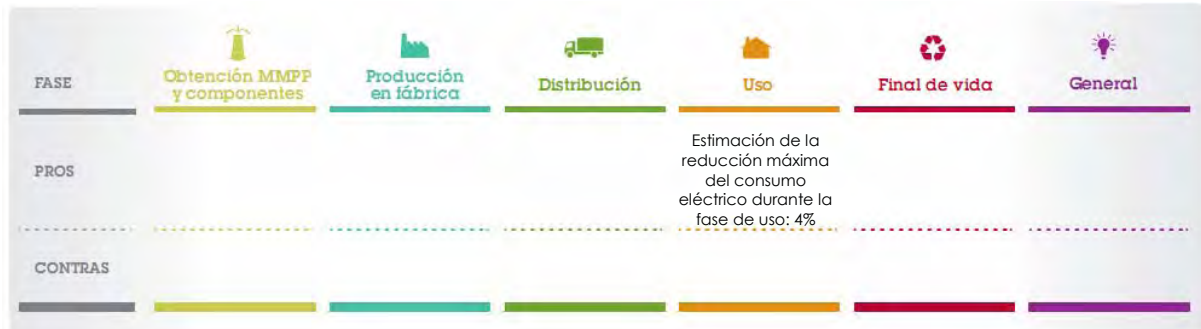 FASE
Obtención MMPP
y componentes
Producción
en fábrica
Distribución
Uso
Final de vida
General
PROS
Estimación de la
reducción máxima
del consumo
eléctrico durante la
fase de uso: 4%
CONTRAS